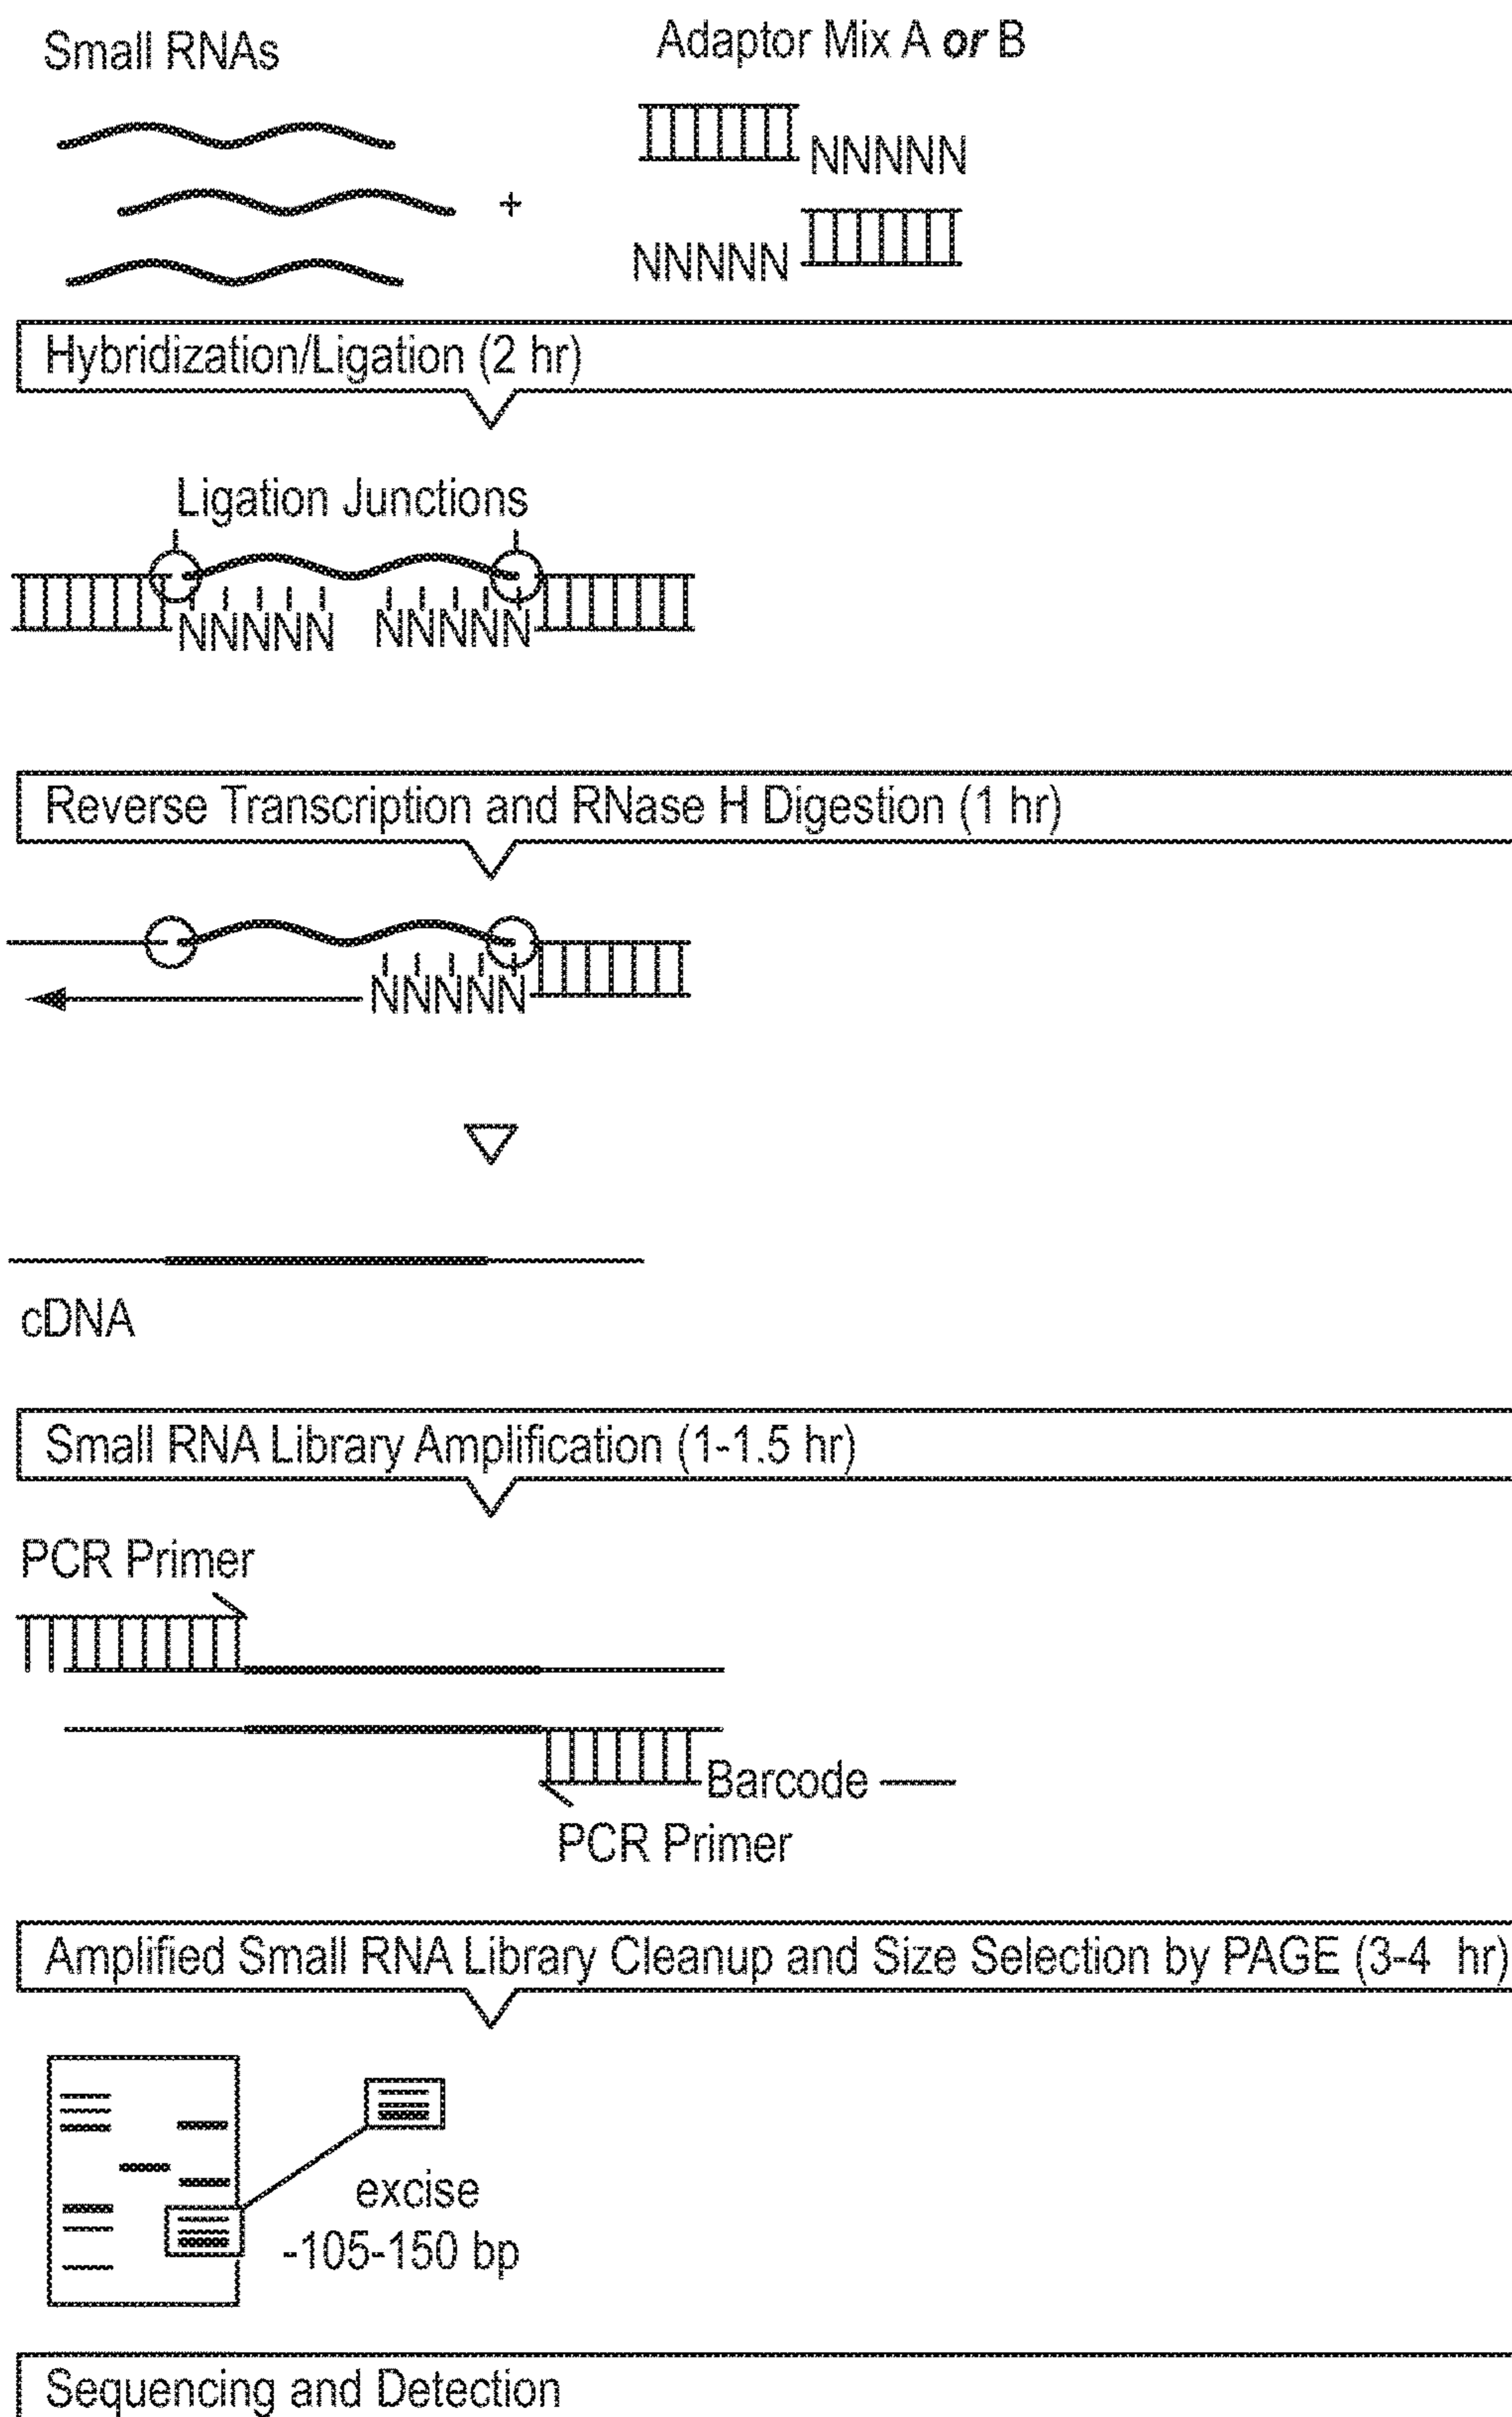 Small RNAs
Adaptor Mix A or B
NNNNN
+
NNNNN
Hybridization/Ligation (2 hr)
Ligation Junctions
NNNNN NNNNN
Reverse Transcription and RNase H Digestion (1 hr)
NNNNN
cDNA
Small RNA Library Amplification (1-1.5 hr)
PCR Primer
Barcode
PCR Primer
Amplified Small RNA Library Cleanup and Size Selection by PAGE (3-4 hr)
excise
-105-150 bp
Sequencing and Detection